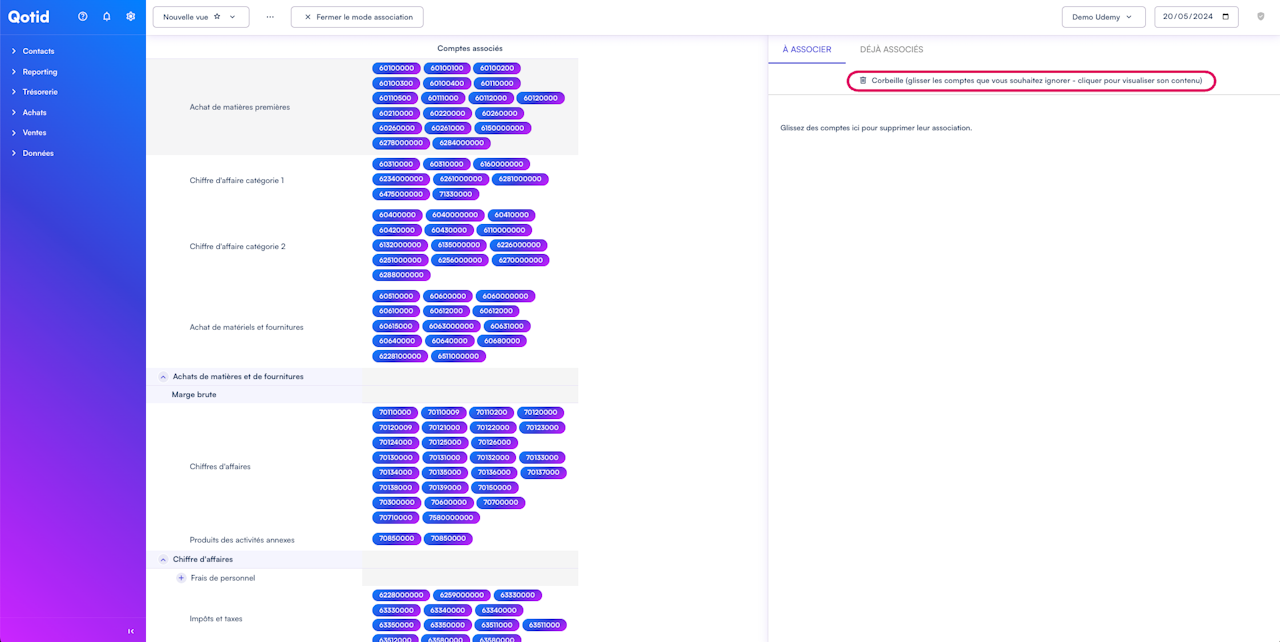 Qotid
Nouvelle vue
Fermer le mode association
Demo Udemy
20/05/2024
Contacts
Reporting
Trésorerie
Achats
Ventes
Données
Comptes associés
Achat de matières premières
60100000 60100100 60100200
60100300 60100400 60110000
60110500 60111000 60112000 60120000
60210000 60220000 60260000
60260000 60261000 6150000000
6278000000 6284000000
Chiffre d'affaire catégorie 1
60310000 60310000 6160000000
6234000000 6261000000 6281000000
6475000000 71330000
Chiffre d'affaire catégorie 2
60400000 6040000000 60410000
60420000 60430000 6110000000
6132000000 6135000000 6226000000
6251000000 6256000000 6270000000
6288000000
Achat de matériels et fournitures
60510000 60600000 6060000000
60610000 60612000 60612000
60615000 6063000000 60631000
60640000 60640000 60680000
6228100000 6511000000
Achats de matières et de fournitures
Marge brute
Chiffres d'affaires
70110000 70110009 70110200 70120000
70120009 70121000 70122000 70123000
70124000 70125000 70126000
70130000 70131000 70132000 70133000
70134000 70135000 70136000 70137000
70138000 70139000 70150000
70300000 70600000 70700000
70710000 7580000000
Produits des activités annexes
70850000 70850000
Chiffre d'affaires
Frais de personnel
Impôts et taxes
6228000000 6259000000 63330000
63330000 63340000 63340000
63350000 63350000 63511000 63511000
63512000 63580000 63580000
À ASSOCIER
DÉJÀ ASSOCIÉS
Corbeille (glisser les comptes que vous souhaitez ignorer - cliquer pour visualiser son contenu)
Glissez des comptes ici pour supprimer leur association.